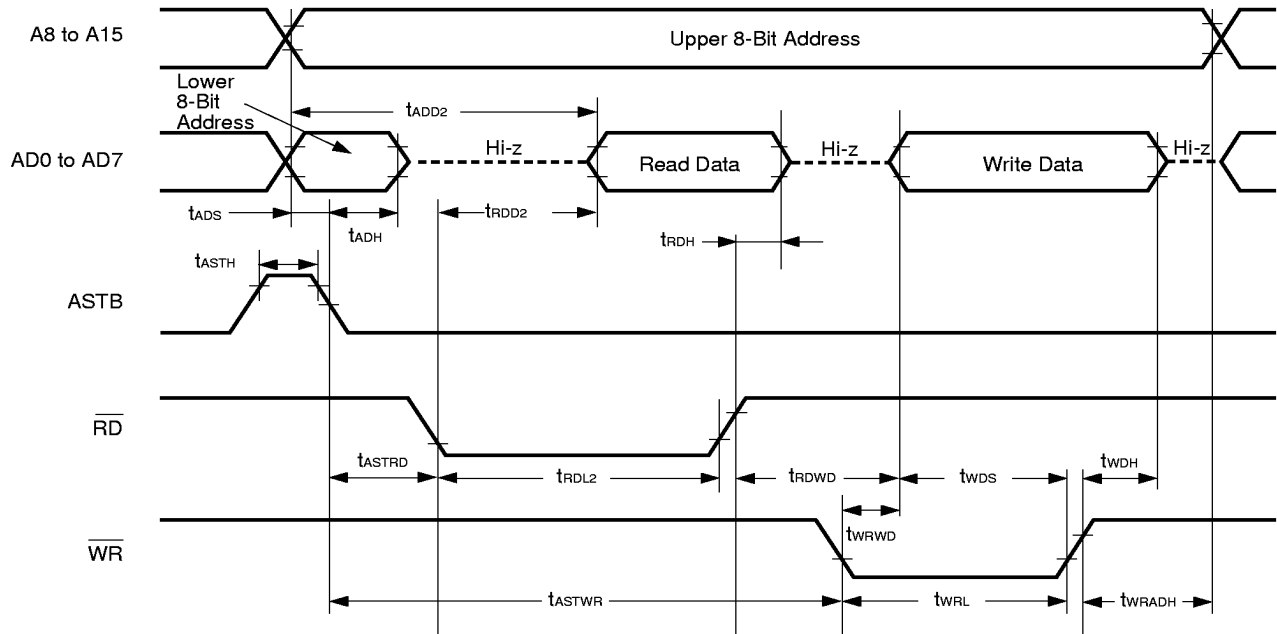 A8 to A15
Upper 8-Bit Address
Lower
8-Bit
Address
tADD2
AD0 to AD7
Hi-z
Read Data
Hi-z
Write Data
Hi-z
tADS
tADH
tRDD2
tRDH
tASTH
ASTB
RD
tASTRD
tRDL2
tRDWD
tWDS
tWDH
tWRWD
WR
tASTWR
tWRL
tWRADH